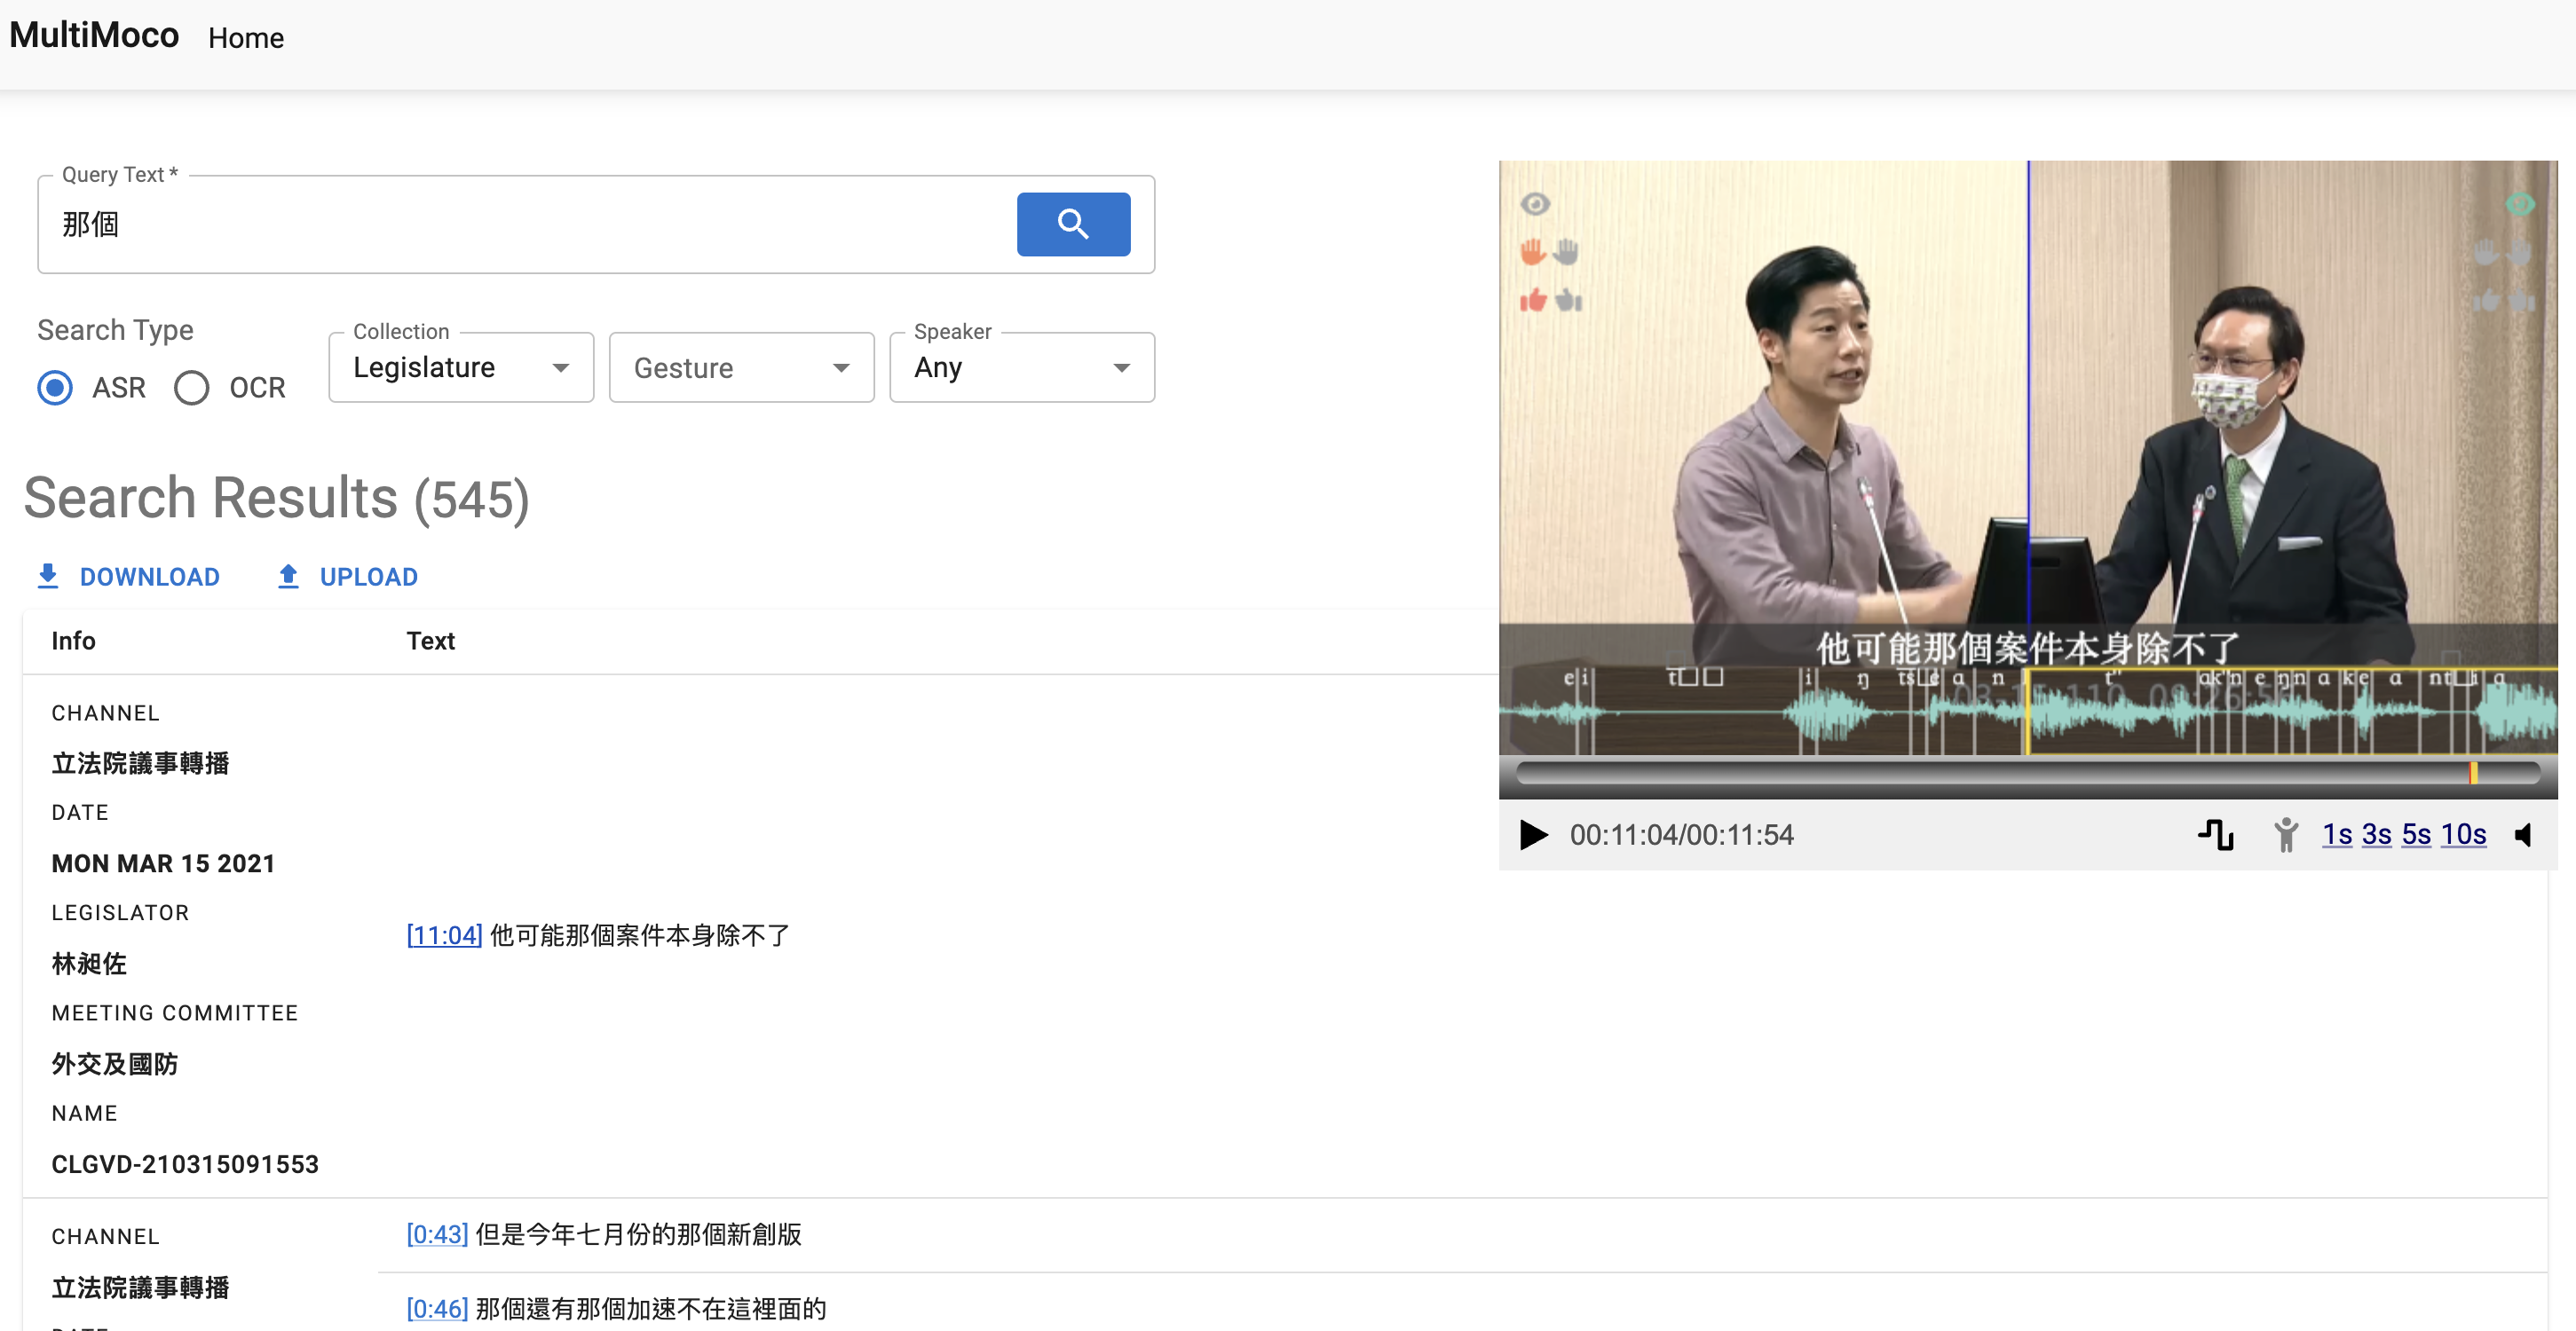 MultiMoco Home
Query Text *
那個
Search Type
ASR OCR
Collection
Legislature
Gesture
Speaker
Any
Search Results (545)
DOWNLOAD UPLOAD
Info Text
CHANNEL
立法院議事轉播
DATE
MON MAR 15 2021
LEGISLATOR
林昶佐
MEETING COMMITTEE
外交及國防
NAME
CLGVD-210315091553
[11:04] 他可能那個案件本身除不了
CHANNEL
立法院議事轉播
[0:43] 但是今年七月份的那個新創版
[0:46] 那個還有那個加速不在這裡面的
他可能那個案件本身除不了
00:11:04/00:11:54
1s 3s 5s 10s